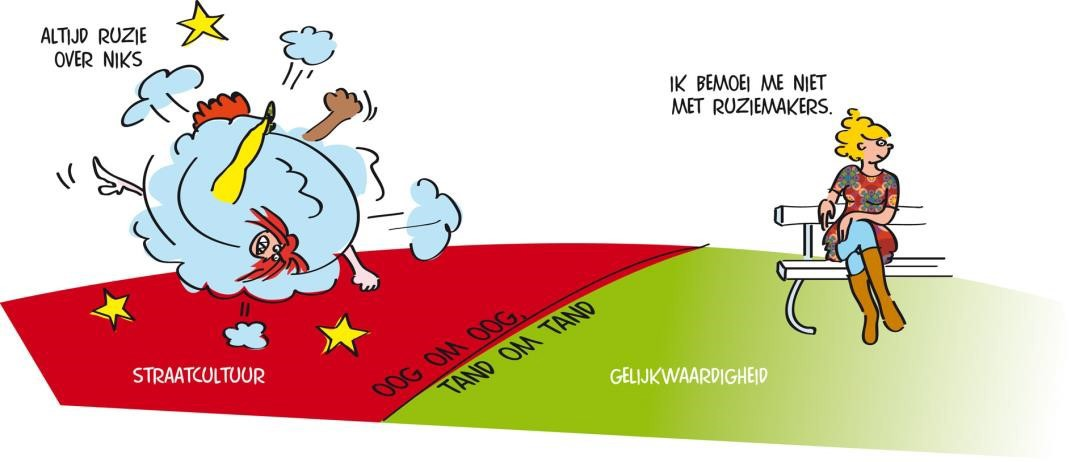 ALTIJD RUZIE
OVER NIKS
IK BEMOEI ME NIET
MET RUZIEMAKERS.
OOG OM OOG,
TAND OM TAND
STRAATCULTUUR
GELIJKWAARDIGHEID